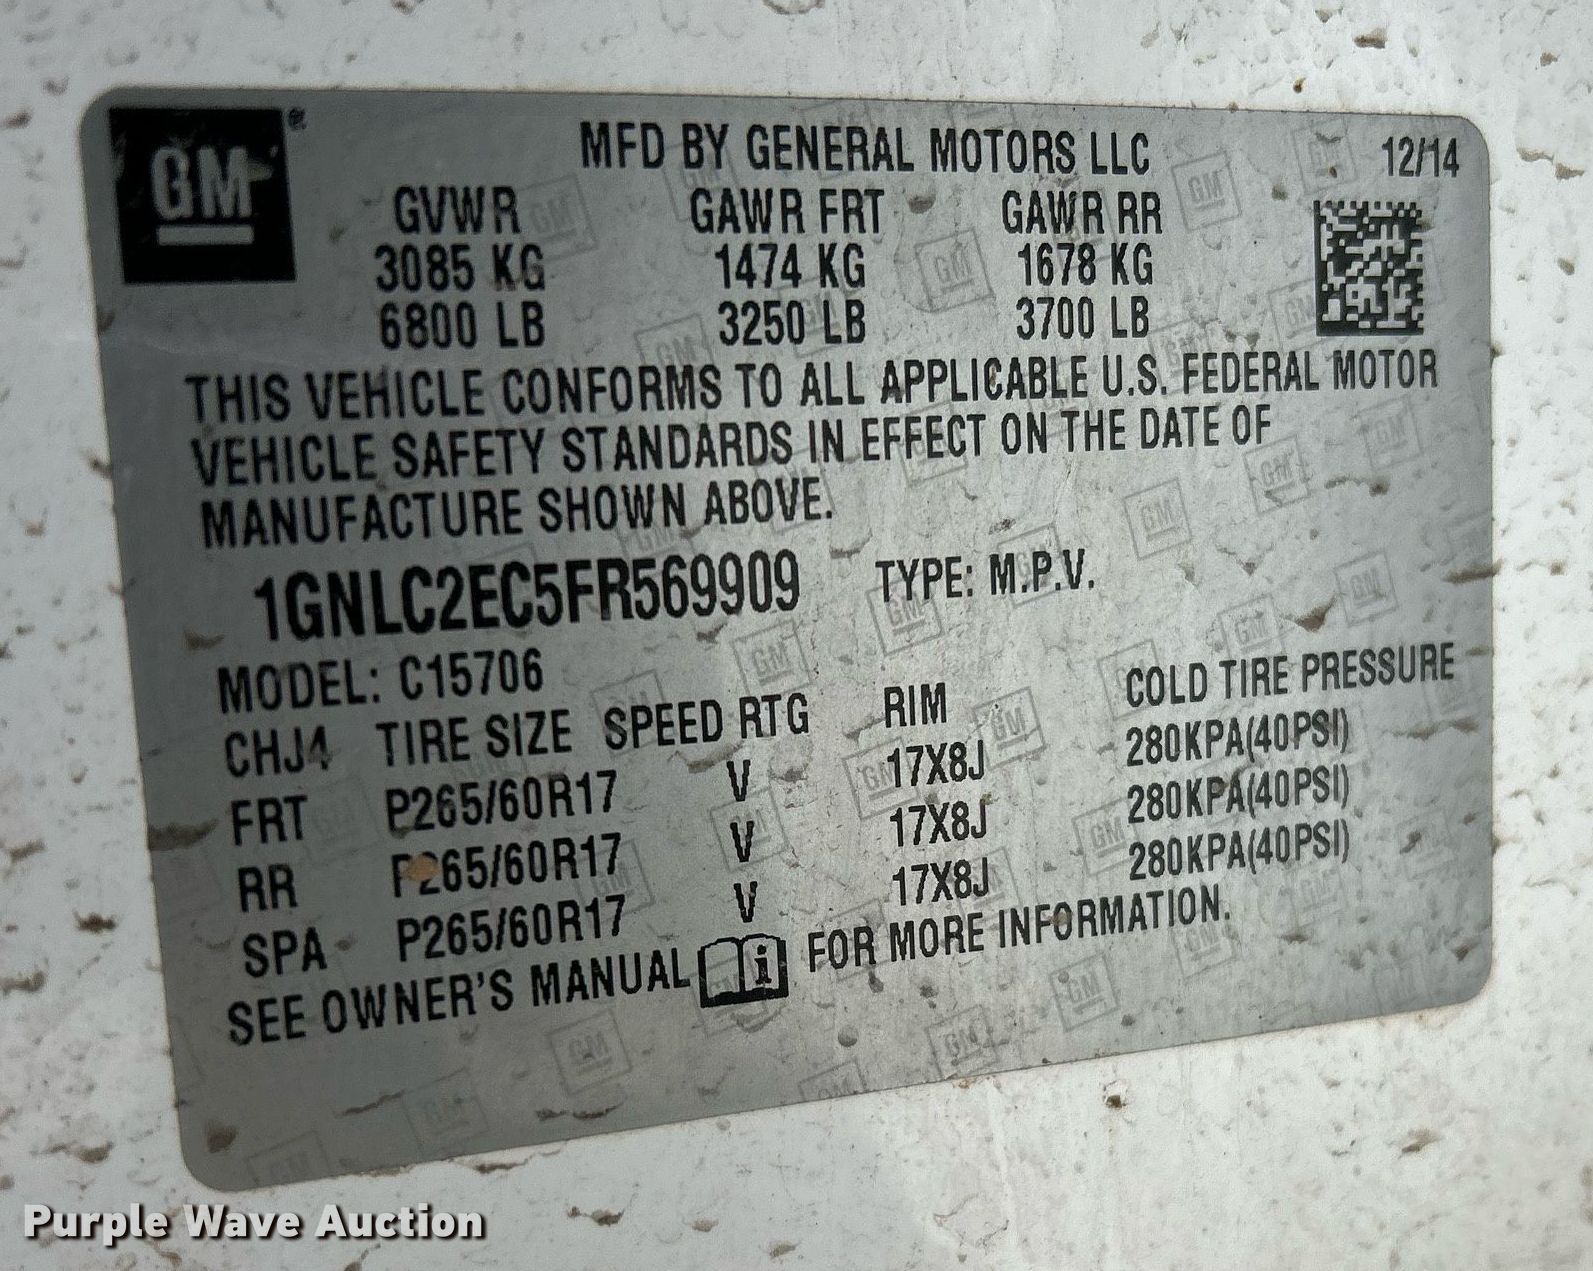 GM®
MFD BY GENERAL MOTORS LLC 12/14
GVWR GAWR FRT GAWR RR
3085 KG 1474 KG 1678 KG
6800 LB 3250 LB 3700 LB
THIS VEHICLE CONFORMS TO ALL APPLICABLE U.S. FEDERAL MOTOR
VEHICLE SAFETY STANDARDS IN EFFECT ON THE DATE OF
MANUFACTURE SHOWN ABOVE.
1GNLC2EC5FR569909 TYPE: M.P.V.
MODEL: C15706
CHJ4 TIRE SIZE SPEED RTG RIM COLD TIRE PRESSURE
FRT P265/60R17 V 17X8J 280KPA(40PSI)
RR P265/60R17 V 17X8J 280KPA(40PSI)
SPA P265/60R17 V 17X8J 280KPA(40PSI)
SEE OWNER'S MANUAL i FOR MORE INFORMATION.
Purple Wave Auction